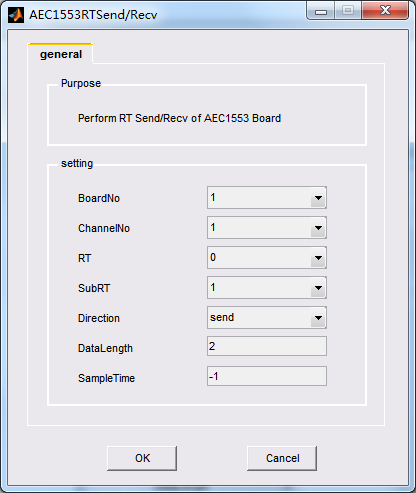 AEC1553RTSend/Recv
general
Purpose
Perform RT Send/Recv of AEC1553 Board
setting
BoardNo 1
ChannelNo 1
RT 0
SubRT 1
Direction send
DataLength 2
SampleTime -1
OK Cancel